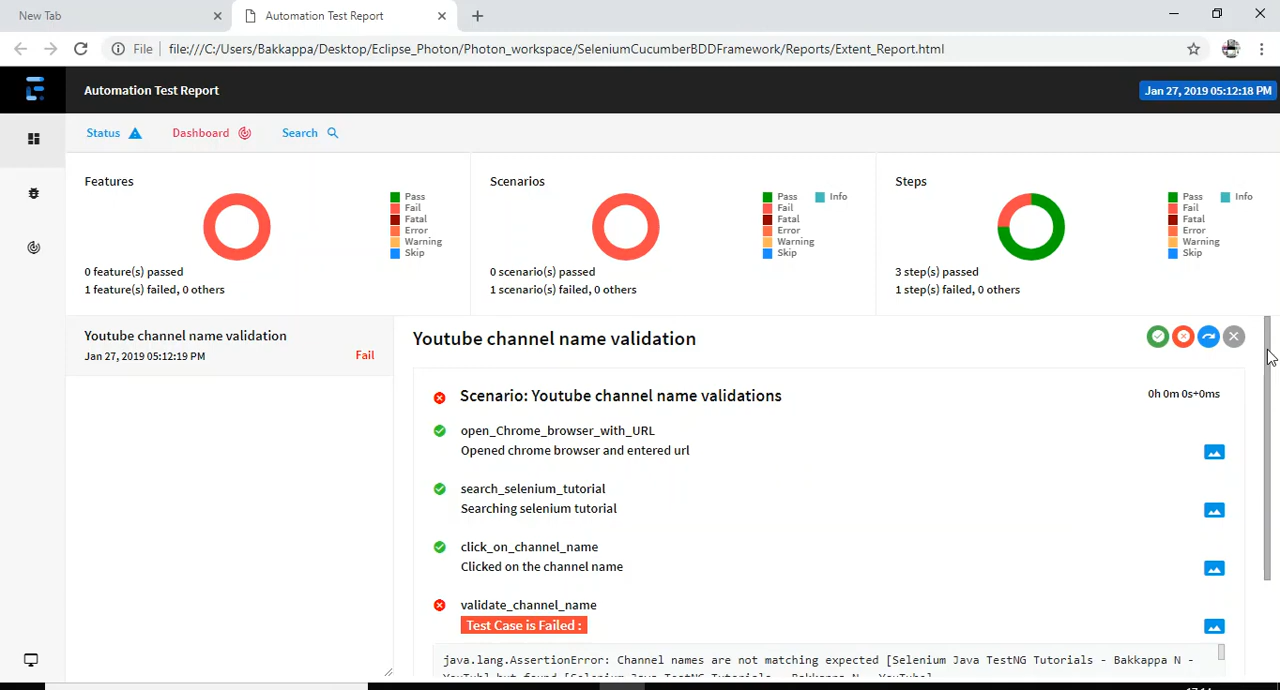 New Tab
Automation Test Report
File
file:///C:/Users/Bakkappa/Desktop/Eclipse_Photon/Photon_workspace/SeleniumCucumberBDDFramework/Reports/Extent_Report.html
Automation Test Report
Jan 27, 2019 05:12:18 PM
Status
Dashboard
Search
Features
Pass
Fail
Fatal
Error
Warning
Skip
0 feature(s) passed
1 feature(s) failed, 0 others
Scenarios
Pass
Info
Fail
Fatal
Error
Warning
Skip
0 scenario(s) passed
1 scenario(s) failed, 0 others
Steps
Pass
Info
Fail
Fatal
Error
Warning
Skip
3 step(s) passed
1 step(s) failed, 0 others
Youtube channel name validation
Jan 27, 2019 05:12:19 PM
Fail
Youtube channel name validation
Scenario: Youtube channel name validations
0h 0m 0s+0ms
open_Chrome_browser_with_URL
Opened chrome browser and entered url
search_selenium_tutorial
Searching selenium tutorial
click_on_channel_name
Clicked on the channel name
validate_channel_name
Test Case is Failed :
java.lang.AssertionError: Channel names are not matching expected [Selenium Java TestNG Tutorials - Bakkappa N -
but found [Selenium Java TestNG Tutorials - Bakkappa N -